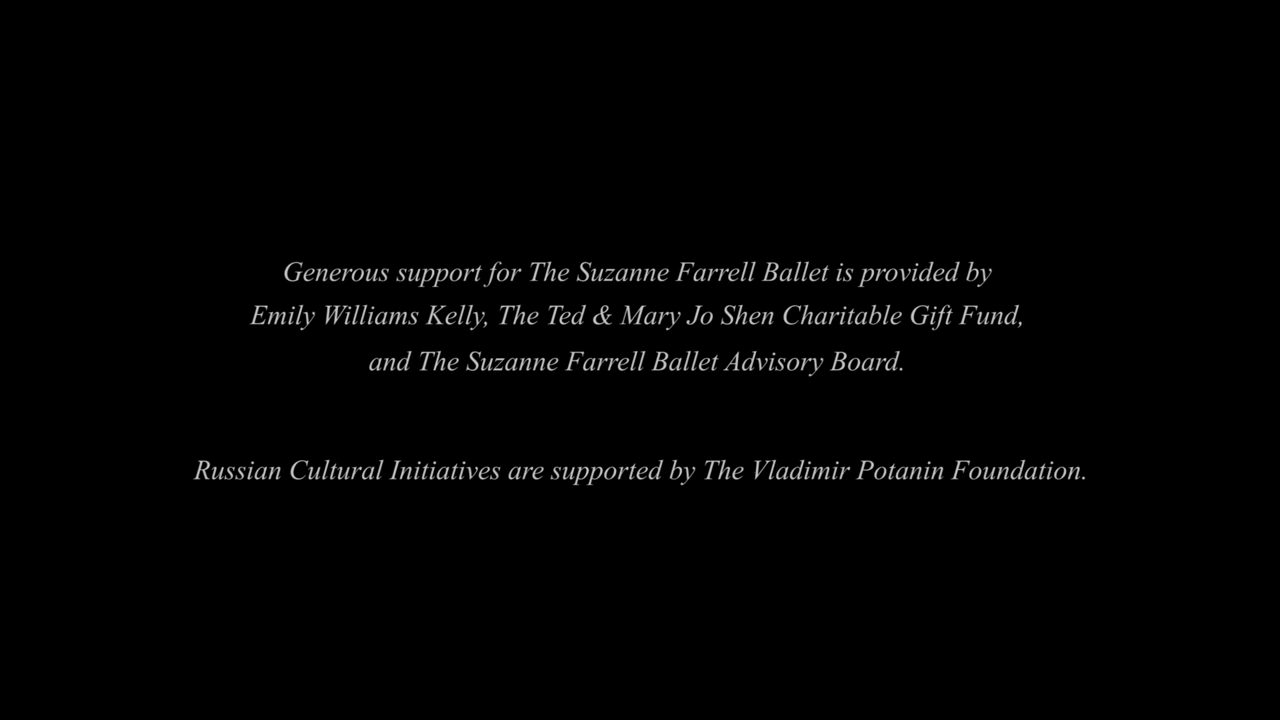 Generous support for The Suzanne Farrell Ballet is provided by
Emily Williams Kelly, The Ted & Mary Jo Shen Charitable Gift Fund,
and The Suzanne Farrell Ballet Advisory Board.
Russian Cultural Initiatives are supported by The Vladimir Potanin Foundation.